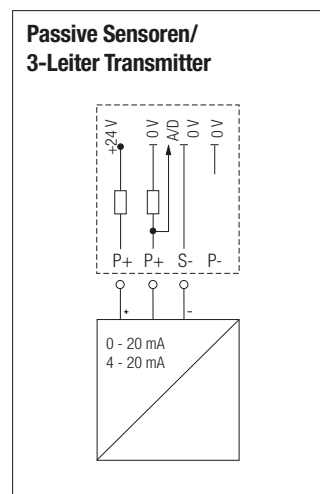 Passive Sensoren/
3-Leiter Transmitter
+24 V
0 V
A/D
0 V
0 V
P+ P+ S- P-
+ -
0 - 20 mA
4 - 20 mA